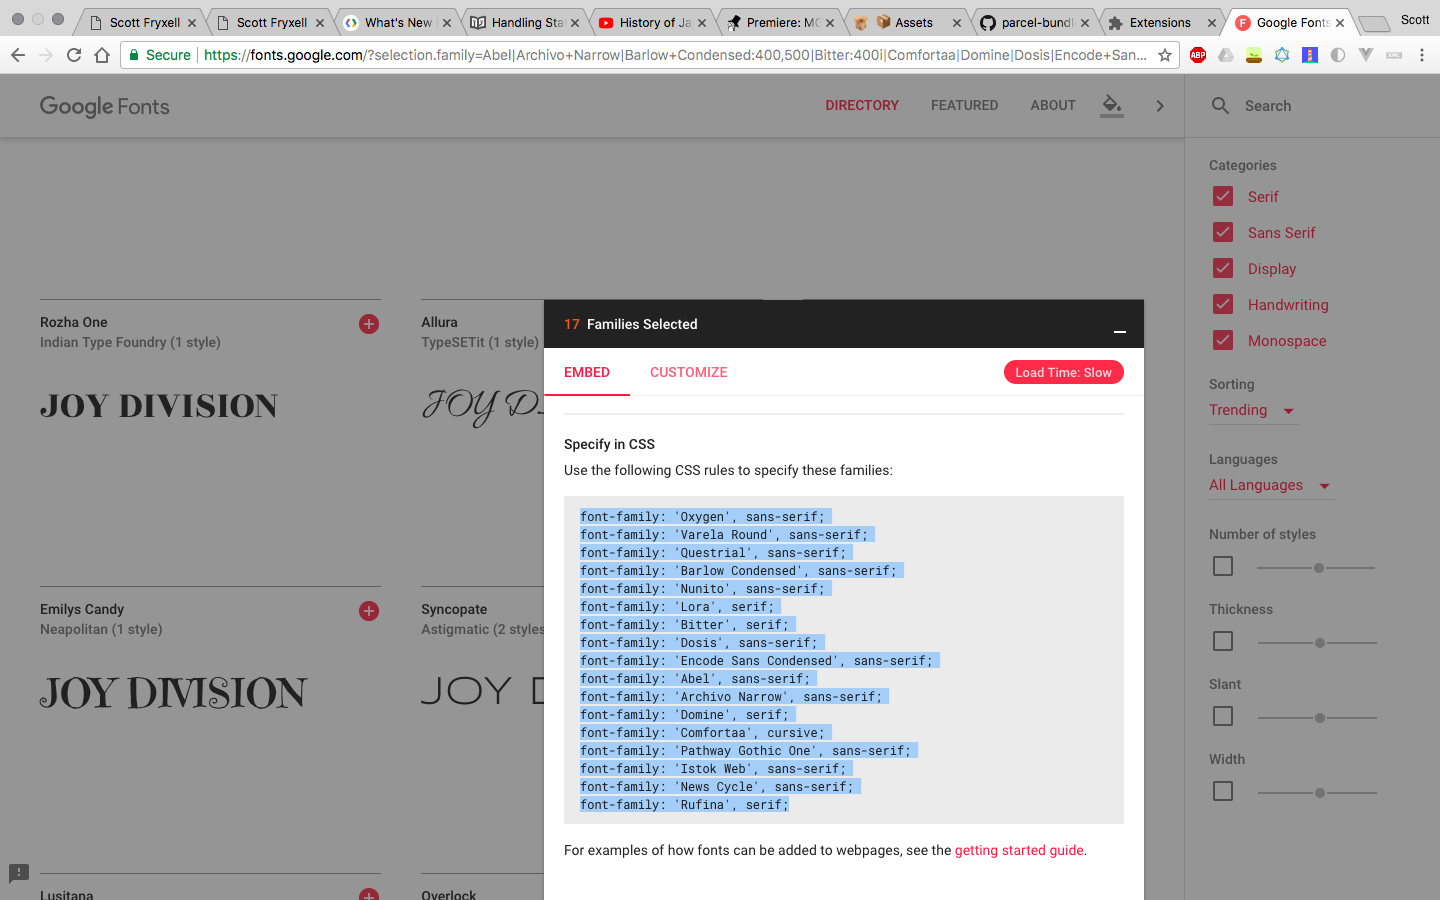 Scott Fryxell
Scott Fryxell
What's New
Handling Sta
History of Ja
Premiere: MC
Assets
parcel-bundl
Extensions
Google Fonts
Scott
Secure
https://fonts.google.com/?selection.family=Abel|Archivo+Narrow|Barlow+Condensed:400,500|Bitter:400i|Comfortaa|Domine|Dosis|Encode+San...
ABP
Google Fonts
DIRECTORY
FEATURED
ABOUT
Search
Categories
Serif
Sans Serif
Display
Handwriting
Monospace
Sorting
Trending
Languages
All Languages
Number of styles
Thickness
Slant
Width
Rozha One
Indian Type Foundry (1 style)
JOY DIVISION
Allura
TypeSETit (1 style)
JOY D
Emilys Candy
Neapolitan (1 style)
JOY DIVISION
Syncopate
Astigmatic (2 styles
JOY D
Lusitana
Overlock
17 Families Selected
EMBED
CUSTOMIZE
Load Time: Slow
Specify in CSS
Use the following CSS rules to specify these families:
font-family: 'Oxygen', sans-serif;
font-family: 'Varela Round', sans-serif;
font-family: 'Questrial', sans-serif;
font-family: 'Barlow Condensed', sans-serif;
font-family: 'Nunito', sans-serif;
font-family: 'Lora', serif;
font-family: 'Bitter', serif;
font-family: 'Dosis', sans-serif;
font-family: 'Encode Sans Condensed', sans-serif;
font-family: 'Abel', sans-serif;
font-family: 'Archivo Narrow', sans-serif;
font-family: 'Domine', serif;
font-family: 'Comfortaa', cursive;
font-family: 'Pathway Gothic One', sans-serif;
font-family: 'Istok Web', sans-serif;
font-family: 'News Cycle', sans-serif;
font-family: 'Rufina', serif;
For examples of how fonts can be added to webpages, see the getting started guide.